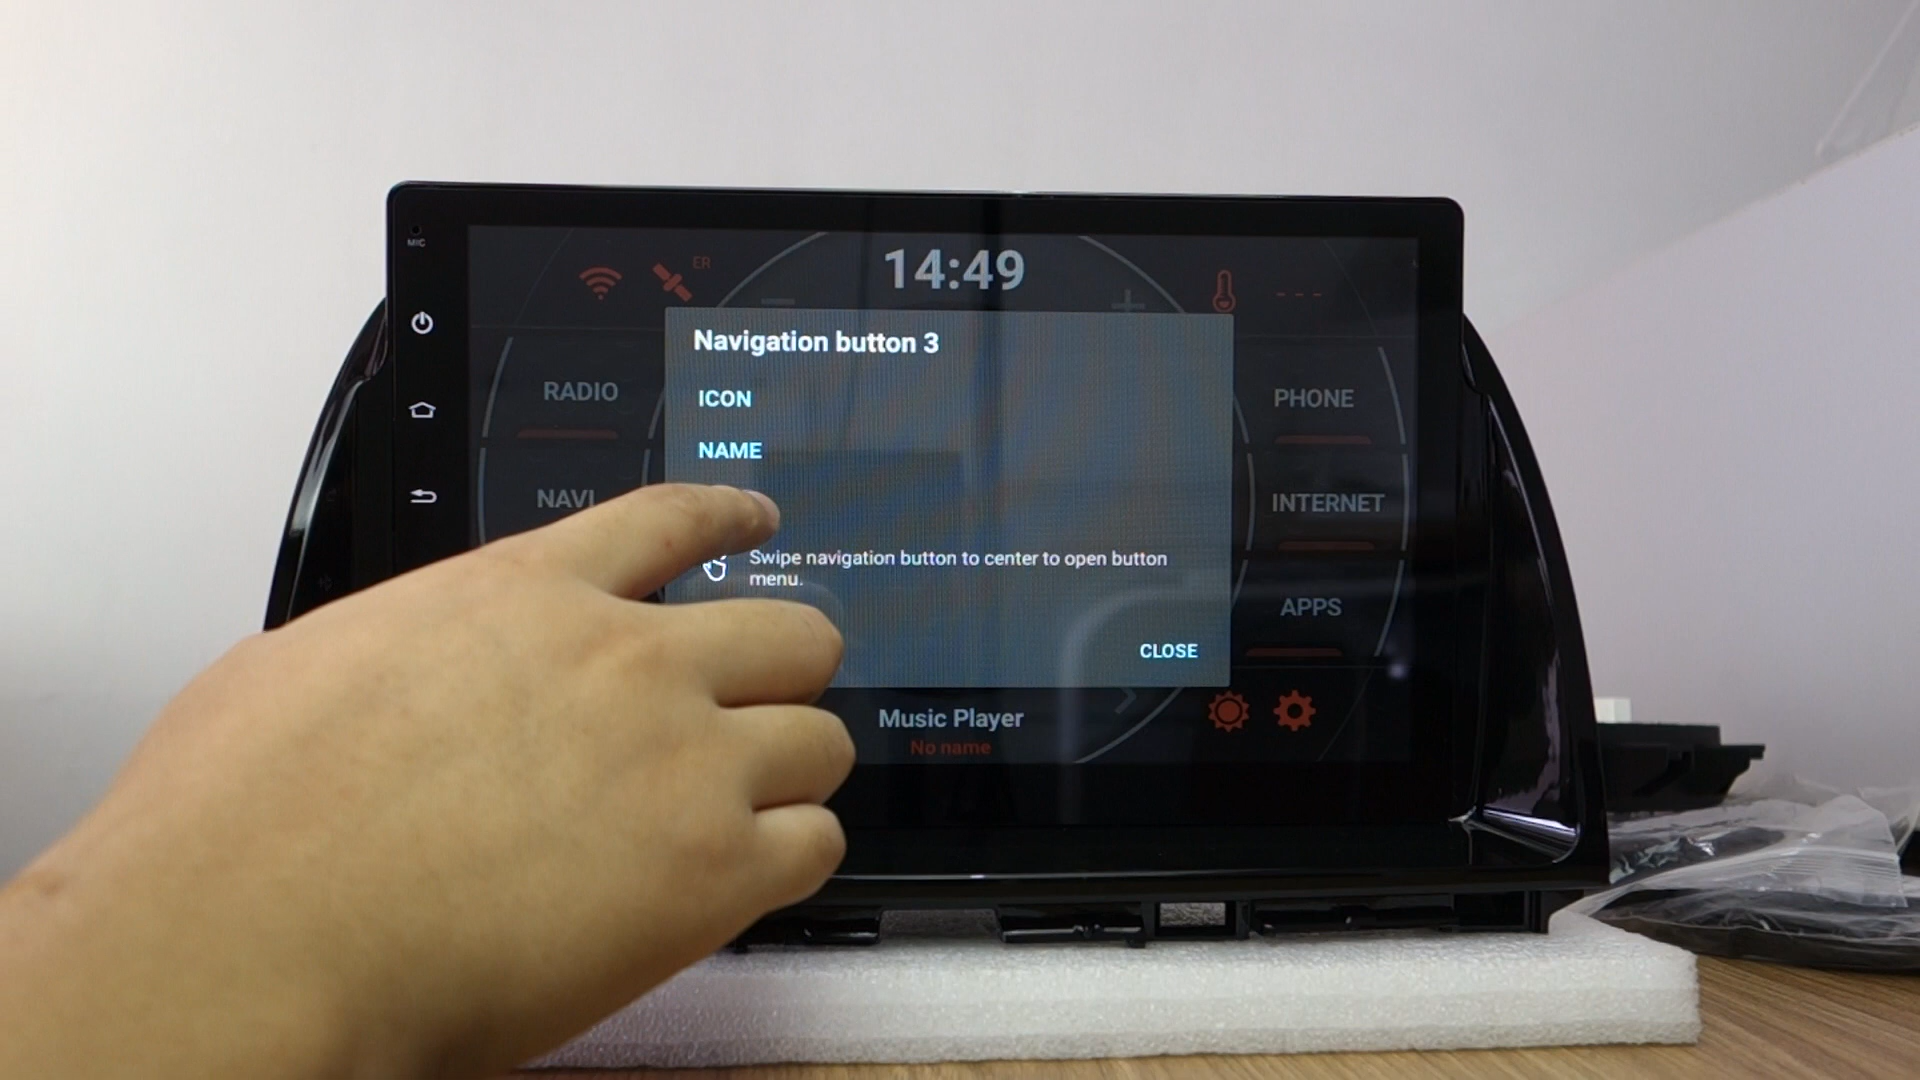 MIC
ER
14:49
Navigation button 3
ICON
NAME
RADIO
NAVI
Swipe navigation button to center to open button
menu.
CLOSE
PHONE
INTERNET
APPS
- - -
Music Player
No name